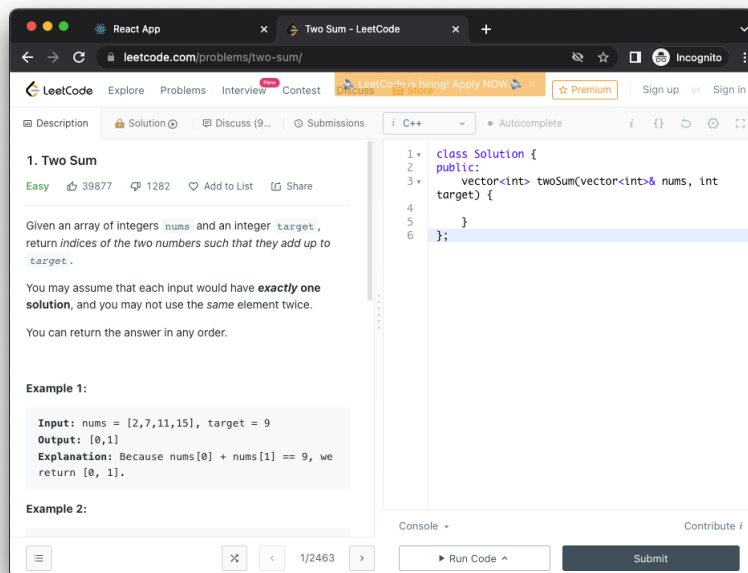 React App
Two Sum - LeetCode
leetcode.com/problems/two-sum/
Incognito
LeetCode Explore Problems Interview New Contest Discuss Store
LeetCode is hiring! Apply NOW.
Premium
Sign up or Sign in
Description
Solution
Discuss (9...
Submissions
i C++
Autocomplete
1. Two Sum
Easy 39877 1282 Add to List Share
Given an array of integers nums and an integer target,
return indices of the two numbers such that they add up to
target.
You may assume that each input would have exactly one
solution, and you may not use the same element twice.
You can return the answer in any order.
Example 1:
Input: nums = [2,7,11,15], target = 9
Output: [0,1]
Explanation: Because nums[0] + nums[1] == 9, we
return [0, 1].
Example 2:
1/2463
1 class Solution {
2 public:
3 vector<int> twoSum(vector<int>& nums, int
target) {
4
5 }
6 };
Console
Contribute i
Run Code
Submit